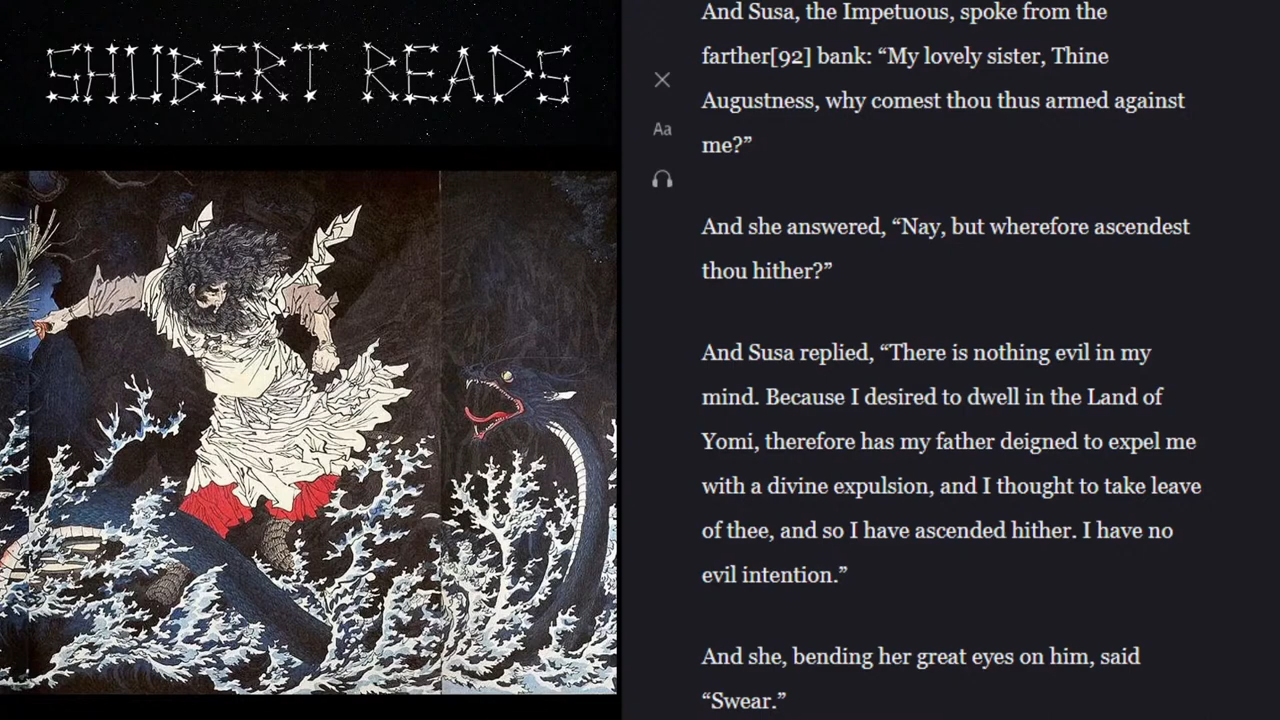 SHUBERT READS
And Susa, the Impetuous, spoke from the
farther[92] bank: “My lovely sister, Thine
Augustness, why comest thou thus armed against
me?”
And she answered, “Nay, but wherefore ascendest
thou hither?”
And Susa replied, “There is nothing evil in my
mind. Because I desired to dwell in the Land of
Yomi, therefore has my father deigned to expel me
with a divine expulsion, and I thought to take leave
of thee, and so I have ascended hither. I have no
evil intention.”
And she, bending her great eyes on him, said
“Swear.”
Aa